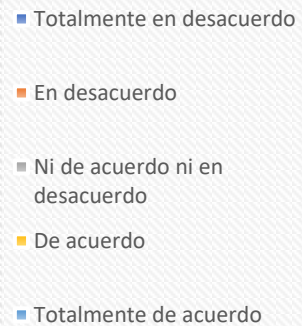 Totalmente en desacuerdo
En desacuerdo
Ni de acuerdo ni en
desacuerdo
De acuerdo
Totalmente de acuerdo